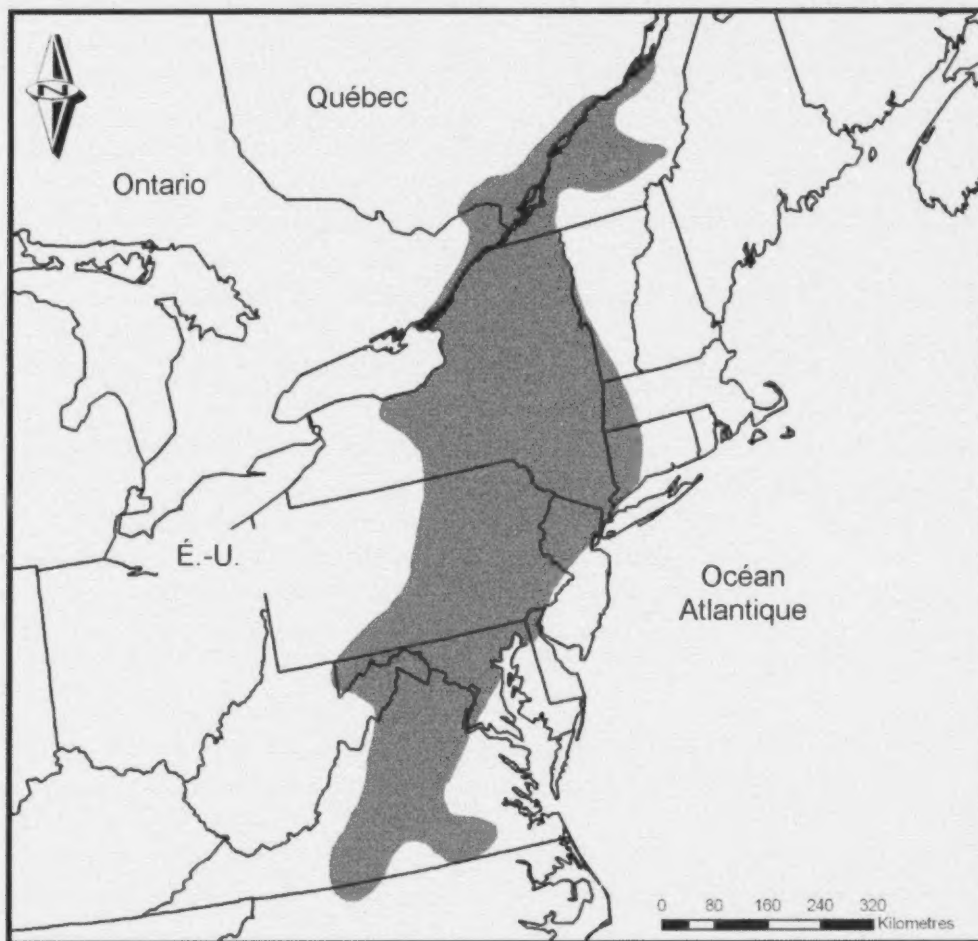 N
Québec
Ontario
É.-U.
Océan
Atlantique
0 80 160 240 320
Kilometres